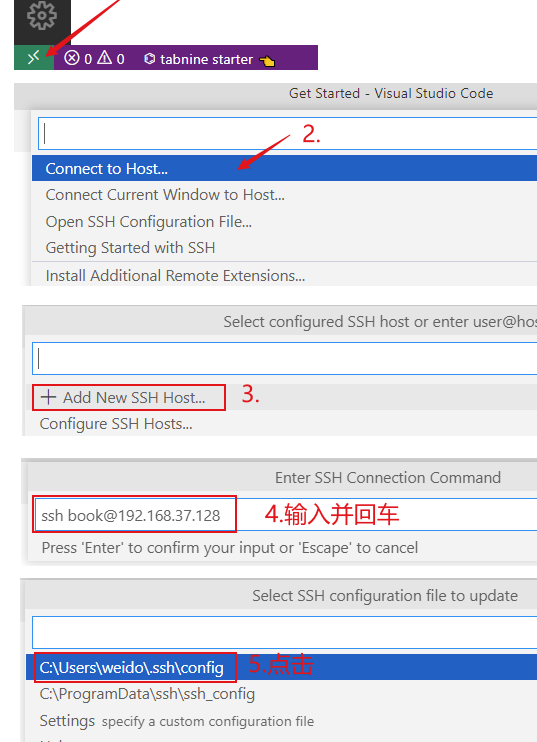 0 0 tabnine starter
Get Started - Visual Studio Code
2.
Connect to Host...
Connect Current Window to Host...
Open SSH Configuration File...
Getting Started with SSH
Install Additional Remote Extensions...
Select configured SSH host or enter user@hos
+ Add New SSH Host... 3.
Configure SSH Hosts...
Enter SSH Connection Command
ssh book@192.168.37.128 4.输入并回车
Press 'Enter' to confirm your input or 'Escape' to cancel
Select SSH configuration file to update
C:\Users\weido\.ssh\config 5.点击
C:\ProgramData\ssh\ssh_config
Settings specify a custom configuration file